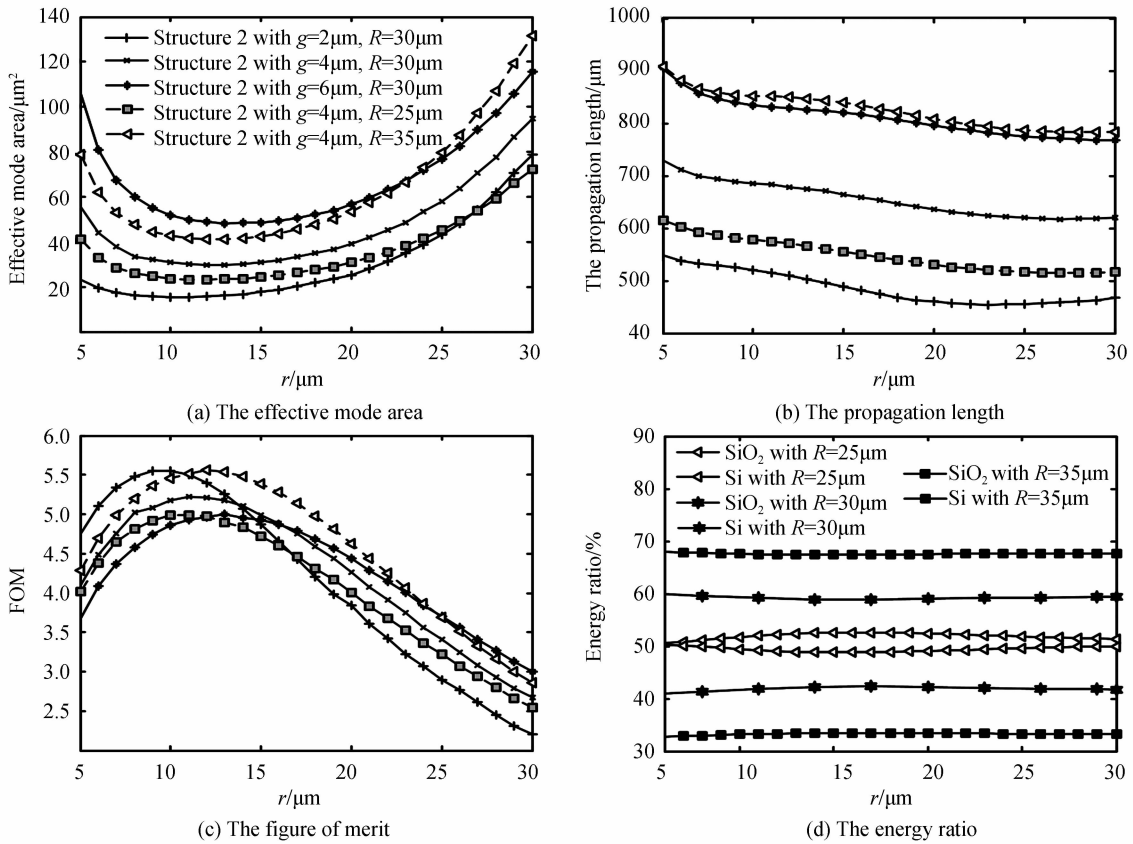 140
120
100
80
60
40
20
Effective mode area/μm²
Structure 2 with g=2μm, R=30μm
Structure 2 with g=4μm, R=30μm
Structure 2 with g=6μm, R=30μm
Structure 2 with g=4μm, R=25μm
Structure 2 with g=4μm, R=35μm
5 10 15 20 25 30
r/μm
(a) The effective mode area
1000
900
800
700
600
500
40
The propagation length/μm
5 10 15 20 25 30
r/μm
(b) The propagation length
6.0
5.5
5.0
4.5
4.0
3.5
3.0
2.5
FOM
5 10 15 20 25 30
r/μm
(c) The figure of merit
90
80
70
60
50
40
30
Energy ratio/%
SiO₂ with R=25μm
Si with R=25μm
SiO₂ with R=30μm
Si with R=30μm
SiO₂ with R=35μm
Si with R=35μm
5 10 15 20 25 30
r/μm
(d) The energy ratio